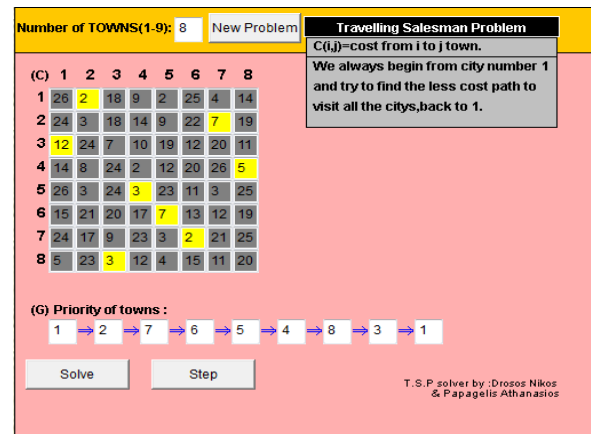 Number of TOWNS(1-9): 8 New Problem
Travelling Salesman Problem
C(i,j)=cost from i to j town.
We always begin from city number 1
and try to find the less cost path to
visit all the citys,back to 1.
(C) 1 2 3 4 5 6 7 8
1 26 2 18 9 2 25 4 14
2 24 3 18 14 9 22 7 19
3 12 24 7 10 19 12 20 11
4 14 8 24 2 12 20 26 5
5 26 3 24 3 23 11 3 25
6 15 21 20 17 7 13 12 19
7 24 17 9 23 3 2 21 25
8 5 23 3 12 4 15 11 20
(G) Priority of towns :
1 ⇒ 2 ⇒ 7 ⇒ 6 ⇒ 5 ⇒ 4 ⇒ 8 ⇒ 3 ⇒ 1
Solve Step
T.S.P solver by :Drosos Nikos
& Papagelis Athanasios